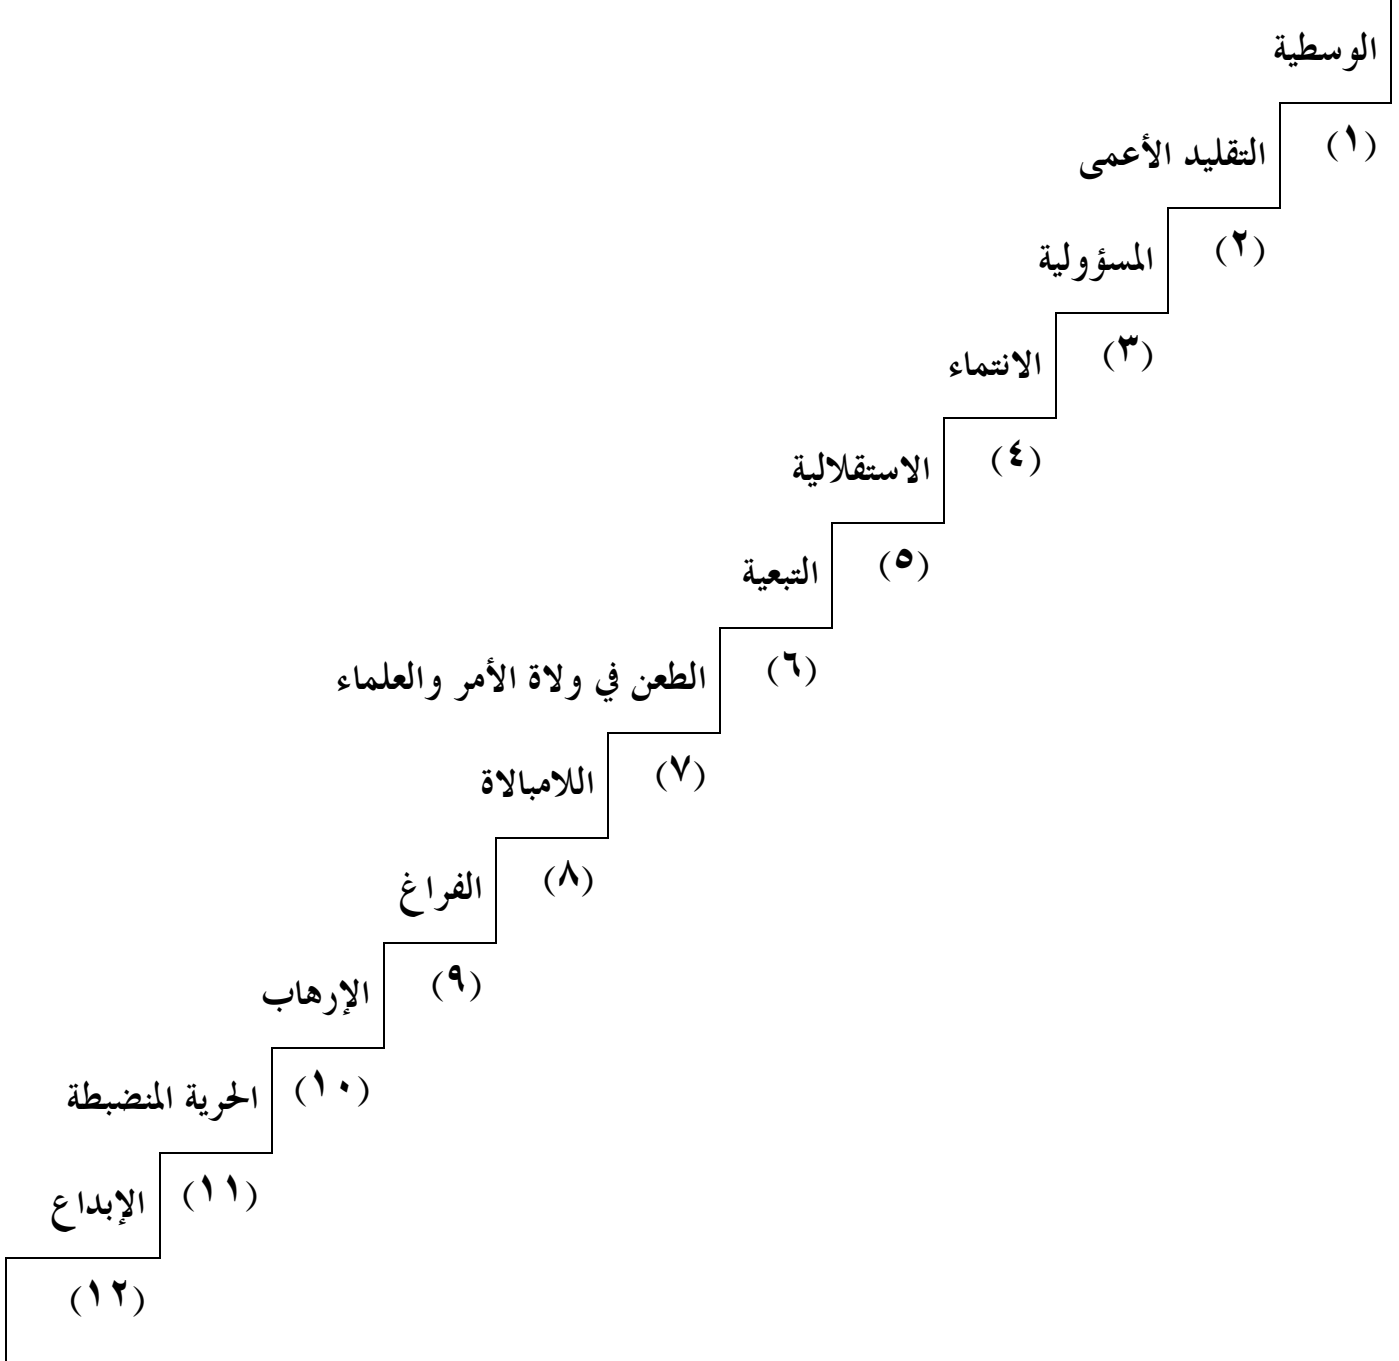 الوسطية
(١) التقليد الأعمى
(٢) المسؤولية
(٣) الانتماء
(٤) الاستقلالية
(٥) التبعية
(٦) الطعن في ولاة الأمر والعلماء
(٧) اللامبالاة
(٨) الفراغ
(٩) الإرهاب
(١٠) الحرية المنضبطة
(١١) الإبداع
(١٢)